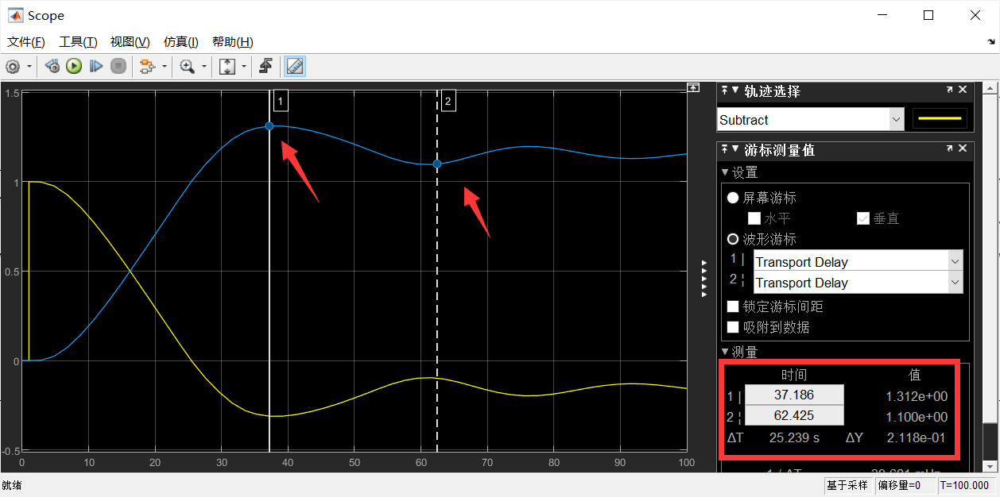 Scope
文件(F) 工具(T) 视图(V) 仿真(I) 帮助(H)
1.5
1
0.5
0
-0.5
0 10 20 30 40 50 60 70 80 90 100
1
2
轨迹选择
Subtract
游标测量值
设置
屏幕游标
水平 垂直
波形游标
1 | Transport Delay
2 ¦ Transport Delay
锁定游标间距
吸附到数据
测量
时间 值
1 | 37.186 1.312e+00
2 ¦ 62.425 1.100e+00
ΔT 25.239 s ΔY 2.118e-01
就绪
基于采样 偏移量=0 T=100.000